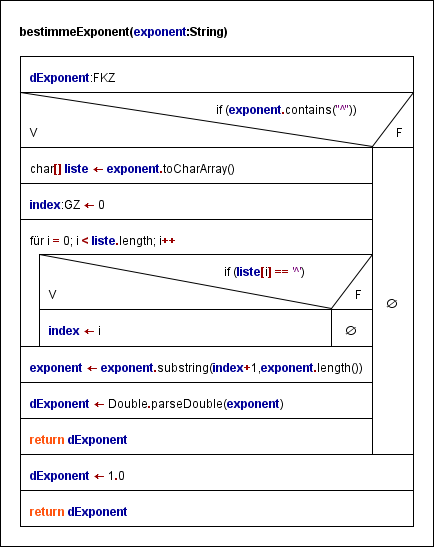 bestimmeExponent(exponent:String)
dExponent:FKZ
if (exponent.contains("^"))
V
F
char[] liste ← exponent.toCharArray()
index:GZ ← 0
für i = 0; i < liste.length; i++
if (liste[i] == '^')
V
F
index ← i
∅
∅
exponent ← exponent.substring(index+1,exponent.length())
dExponent ← Double.parseDouble(exponent)
return dExponent
dExponent ← 1.0
return dExponent